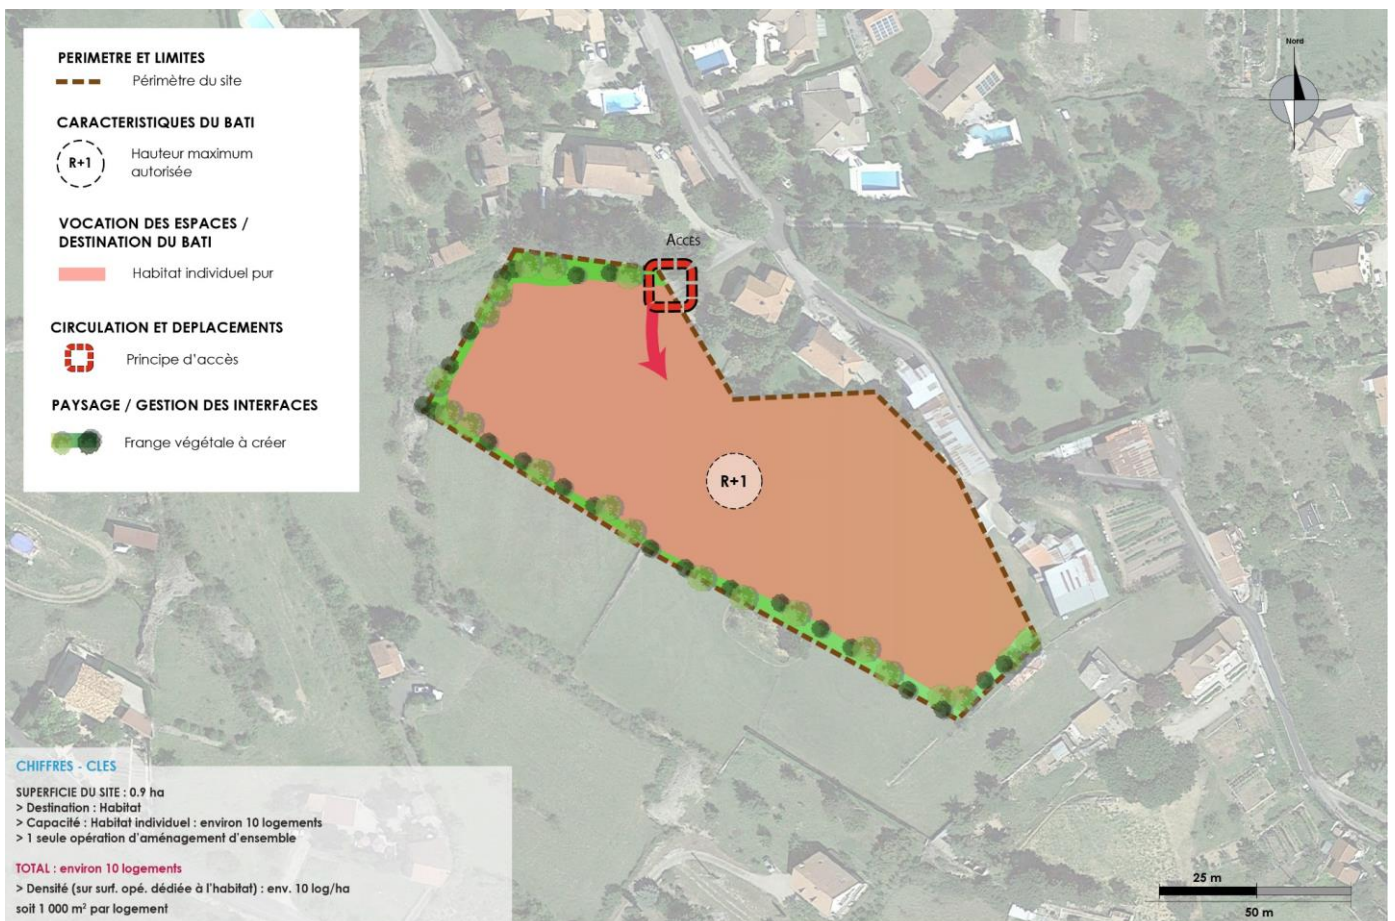 PERIMETRE ET LIMITES
Périmètre du site
CARACTERISTIQUES DU BATI
R+1
Hauteur maximum
autorisée
VOCATION DES ESPACES /
DESTINATION DU BATI
Habitat individuel pur
CIRCULATION ET DEPLACEMENTS
Principe d'accès
PAYSAGE / GESTION DES INTERFACES
Frange végétale à créer
Nord
ACCÈS
R+1
CHIFFRES - CLES
SUPERFICIE DU SITE : 0.9 ha
> Destination : Habitat
> Capacité : Habitat individuel : environ 10 logements
> 1 seule opération d'aménagement d'ensemble
TOTAL : environ 10 logements
> Densité (sur surf. opé. dédiée à l'habitat) : env. 10 log/ha
soit 1 000 m² par logement
25 m
50 m